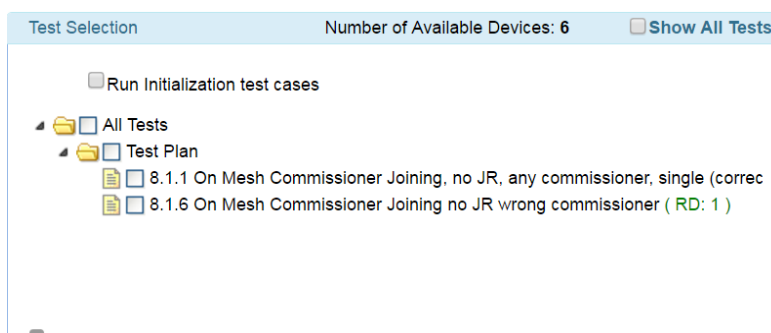 Test Selection Number of Available Devices: 6 Show All Tests
Run Initialization test cases
All Tests
Test Plan
8.1.1 On Mesh Commissioner Joining, no JR, any commissioner, single (correc
8.1.6 On Mesh Commissioner Joining no JR wrong commissioner ( RD: 1 )